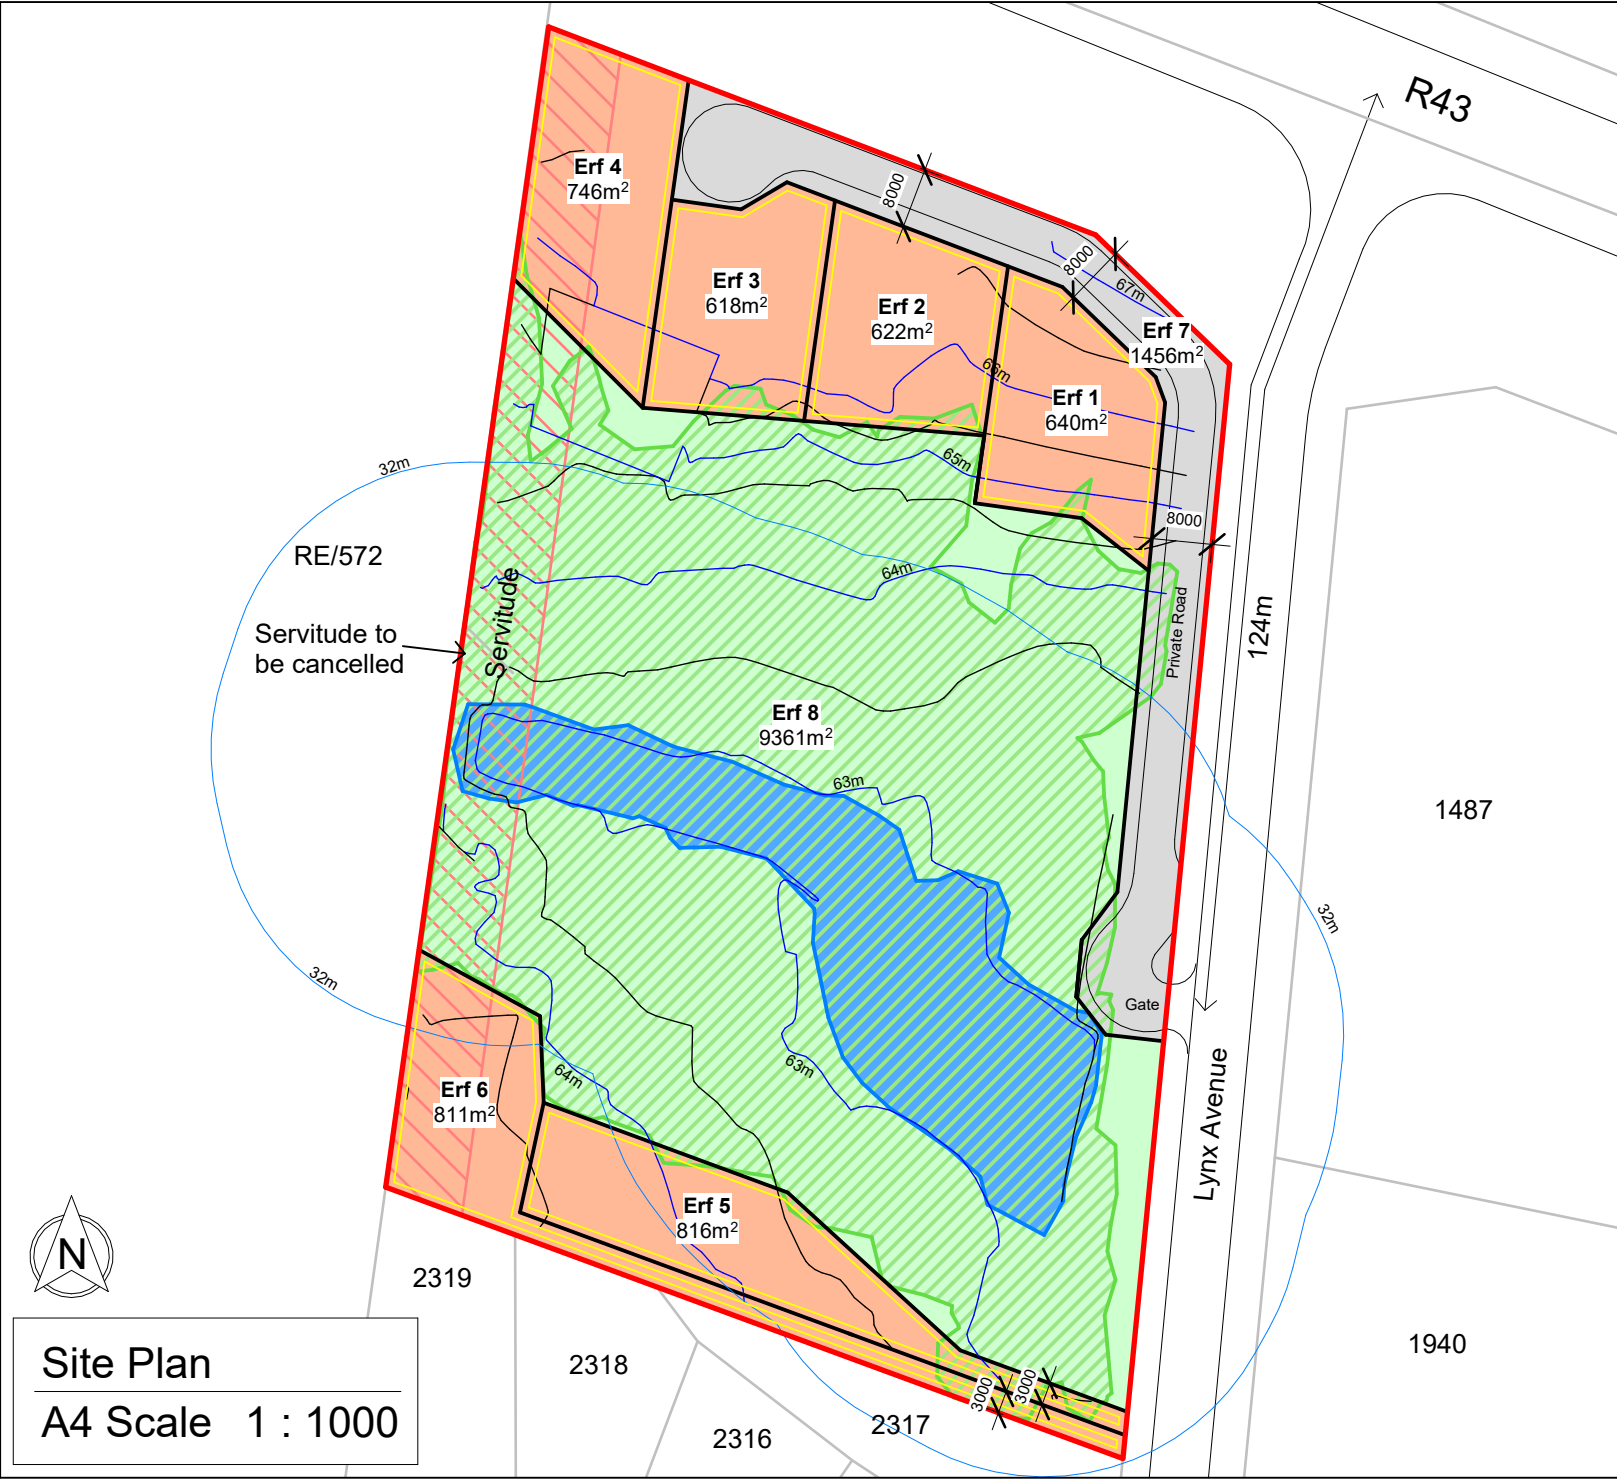 R43
Erf 4
746m²
8000
8000
67m
Erf 3
618m²
Erf 2
622m²
Erf 7
1456m²
66m
Erf 1
640m²
65m
32m
8000
RE/572
64m
Servitude
Private Road
124m
Servitude to
be cancelled
Erf 8
9361m²
63m
1487
32m
32m
Gate
63m
64m
Erf 6
811m²
Lynx Avenue
Erf 5
816m²
N
2319
1940
2318
3000
3000
2317
2316
Site Plan
A4 Scale 1 : 1000